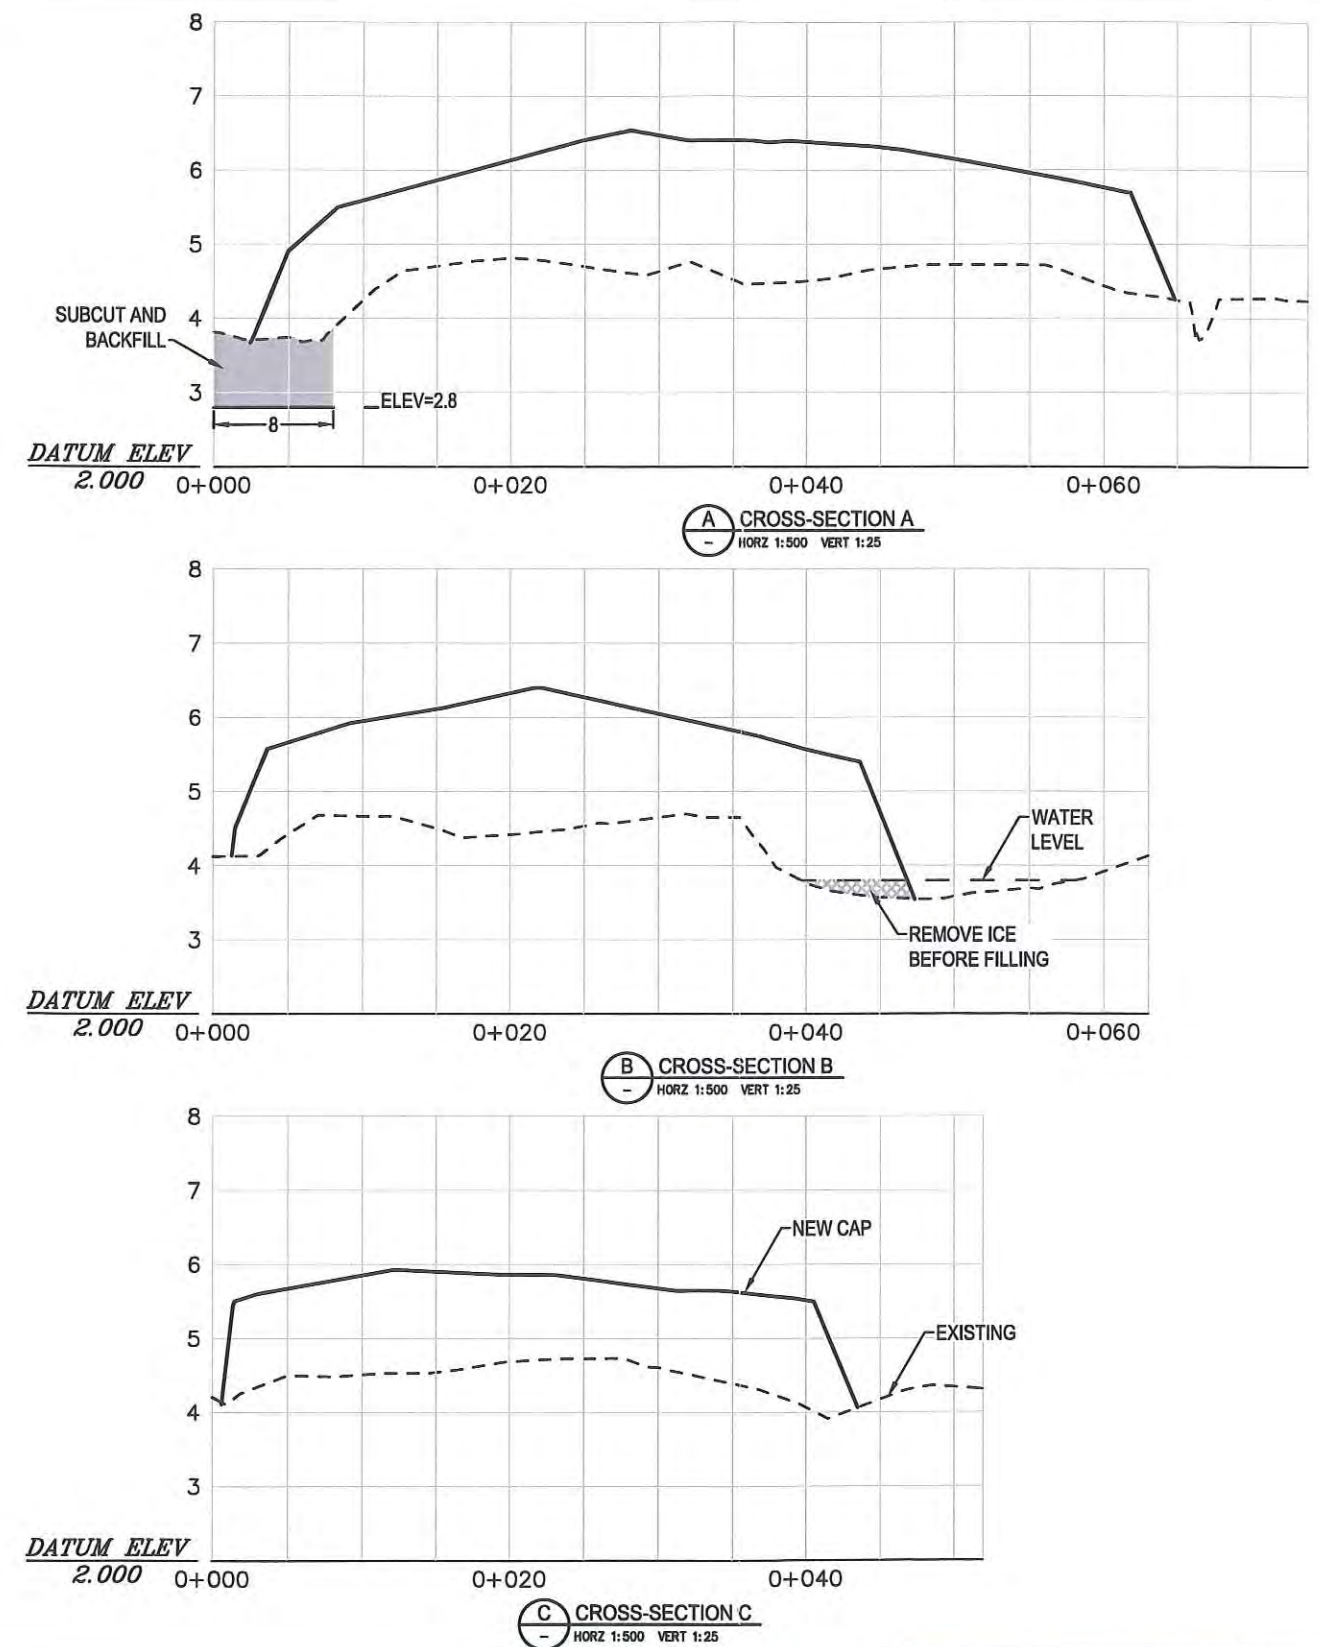 8
7
6
5
4
3
SUBCUT AND
BACKFILL
ELEV=2.8
8
DATUM ELEV
2.000
0+000
0+020
0+040
0+060
A
-
CROSS-SECTION A
HORZ 1:500 VERT 1:25
8
7
6
5
4
3
WATER
LEVEL
REMOVE ICE
BEFORE FILLING
DATUM ELEV
2.000
0+000
0+020
0+040
0+060
B
-
CROSS-SECTION B
HORZ 1:500 VERT 1:25
8
7
6
5
4
3
NEW CAP
EXISTING
DATUM ELEV
2.000
0+000
0+020
0+040
C
-
CROSS-SECTION C
HORZ 1:500 VERT 1:25